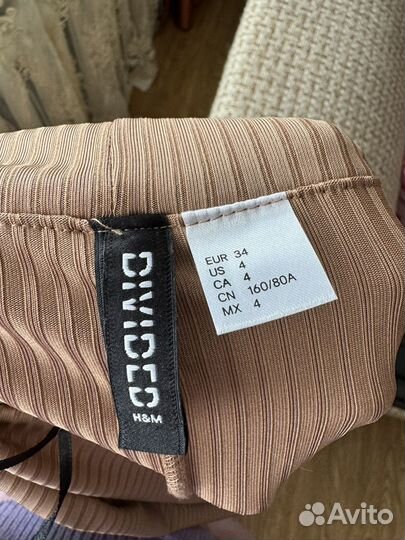 DIVIDED
H&M
EUR 34
US 4
CA 4
CN 160/80A
MX 4
Avito